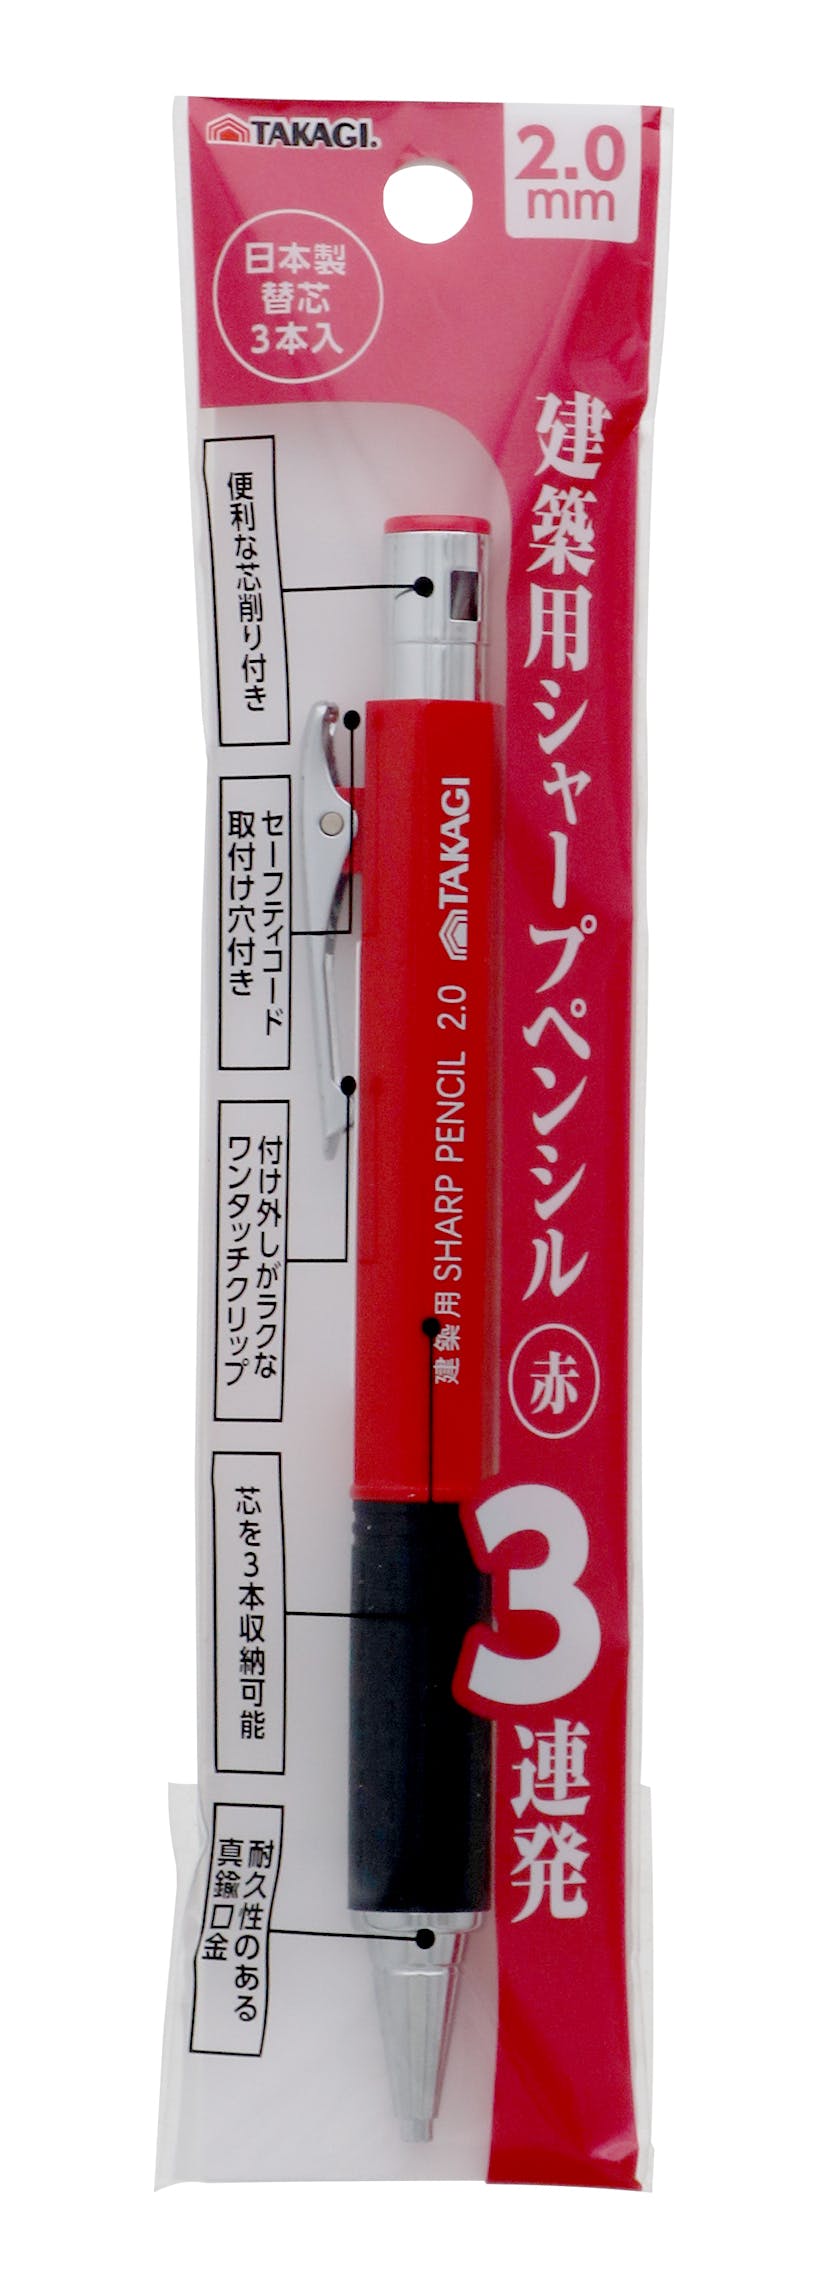 TAKAGI.
2.0
mm
日本製
替芯
3本入
建築用シャープペンシル 赤
3連発
便利な芯削り付き
セーフティコード
取付け穴付き
付け外しがラクな
ワンタッチクリップ
芯を3本収納可能
耐久性のある
真鍮口金
建築用 SHARP PENCIL 2.0 TAKAGI